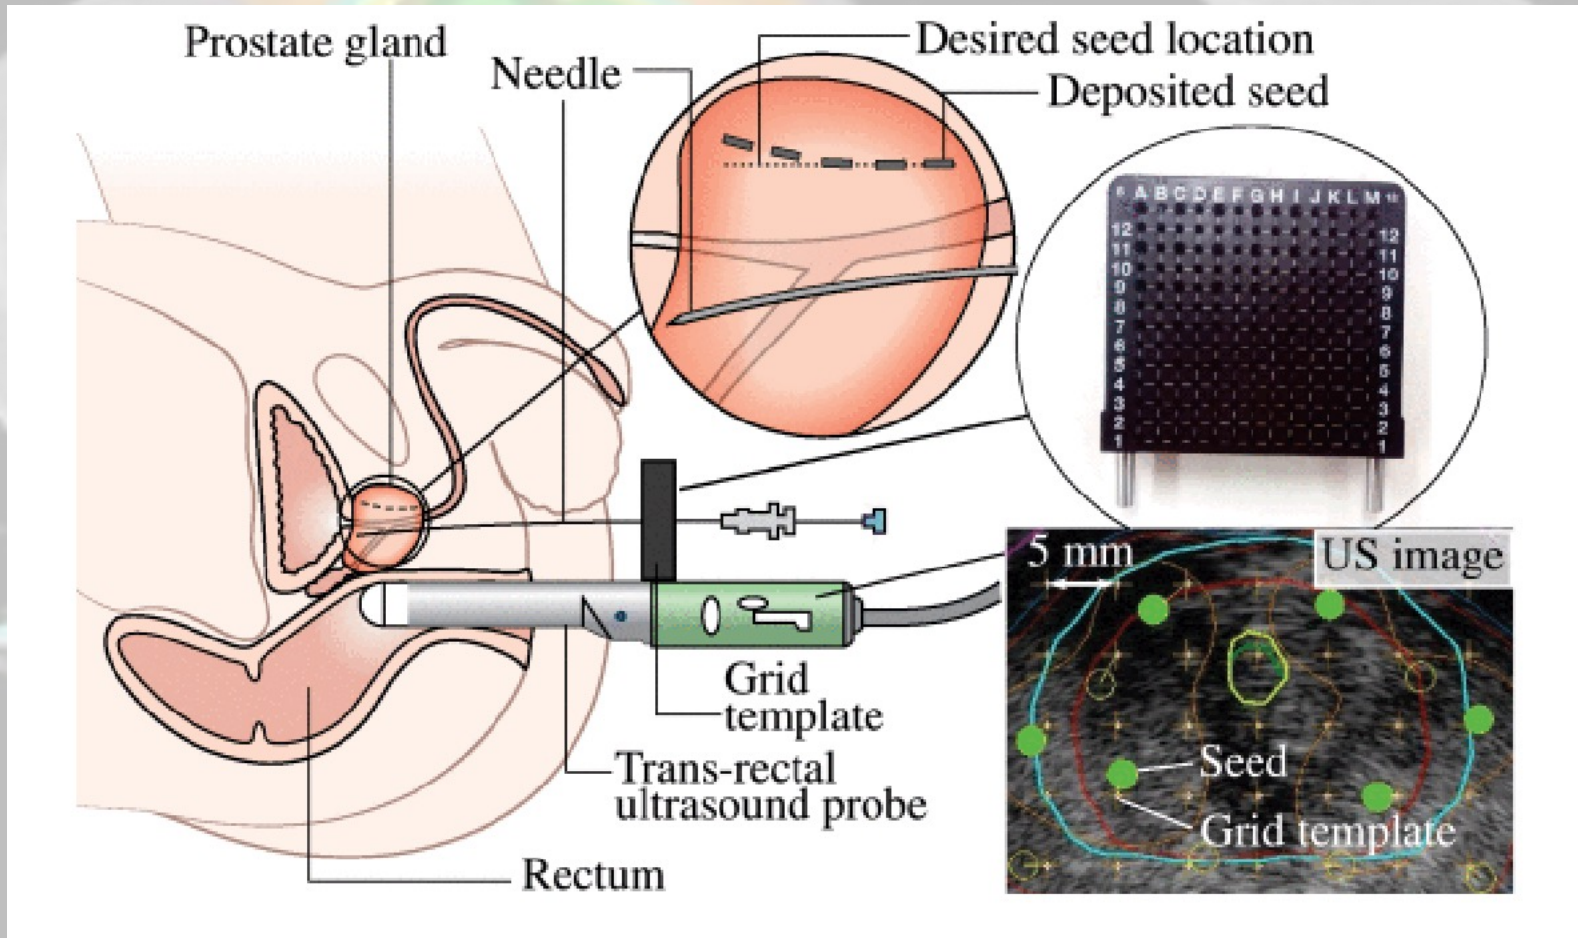 Prostate gland
Needle
Desired seed location
Deposited seed
A B C D E F G H I J K L M
12 12
11 11
10 10
9 9
8 8
7 7
6 6
5 5
4 4
3 3
2 2
1 1
5 mm
US image
Grid
template
Seed
Trans-rectal
ultrasound probe
Grid template
Rectum